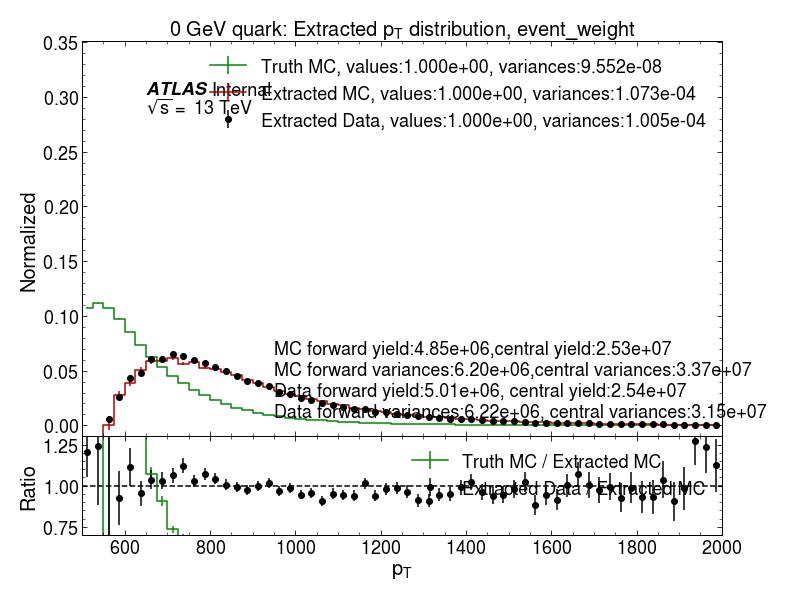 0 GeV quark: Extracted pT distribution, event_weight
Truth MC, values:1.000e+00, variances:9.552e-08
ATLAS Internal
Extracted MC, values:1.000e+00, variances:1.073e-04
√s = 13 TeV
Extracted Data, values:1.000e+00, variances:1.005e-04
0.35
0.30
0.25
0.20
0.15
0.10
0.05
0.00
Normalized
MC forward yield:4.85e+06,central yield:2.53e+07
MC forward variances:6.20e+06,central variances:3.37e+07
Data forward yield:5.01e+06, central yield:2.54e+07
Data forward variances:6.22e+06, central variances:3.15e+07
1.25
1.00
0.75
Ratio
Truth MC / Extracted MC
Extracted Data / Extracted MC
600 800 1000 1200 1400 1600 1800 2000
pT